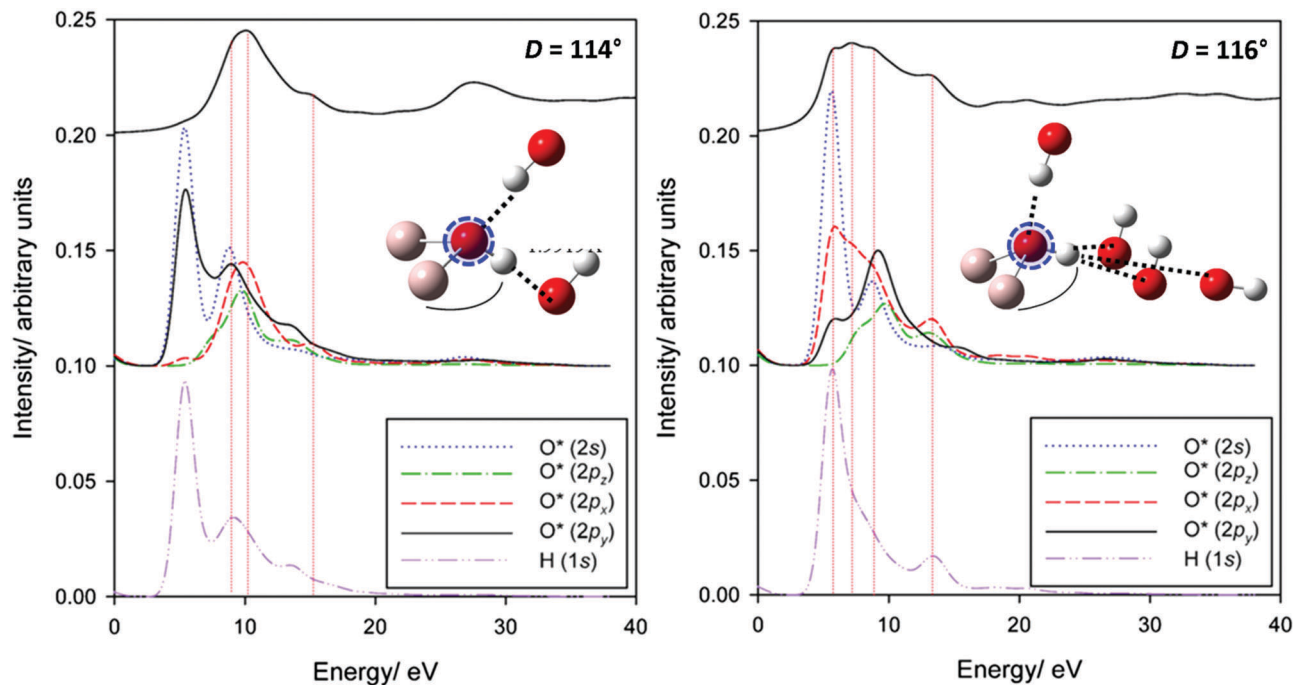 D = 114°
Intensity/ arbitrary units
0.25
0.20
0.15
0.10
0.05
0.00
O* (2s)
O* (2pz)
O* (2px)
O* (2py)
H (1s)
0 10 20 30 40
Energy/ eV
D = 116°
Intensity/ arbitrary units
0.25
0.20
0.15
0.10
0.05
0.00
O* (2s)
O* (2pz)
O* (2px)
O* (2py)
H (1s)
0 10 20 30 40
Energy/ eV